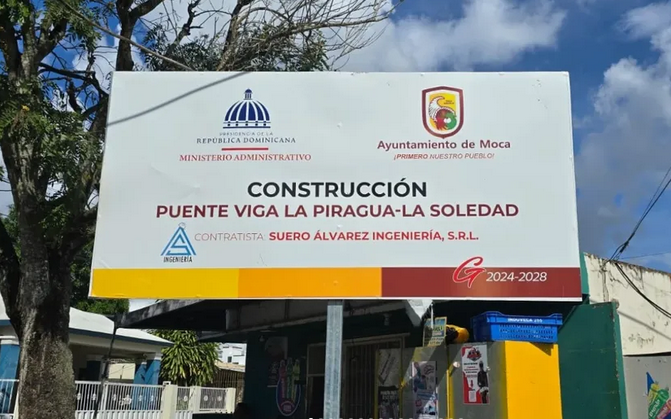 PRESIDENCIA DE LA
REPÚBLICA DOMINICANA
MINISTERIO ADMINISTRATIVO
Ayuntamiento de Moca
¡PRIMERO NUESTRO PUEBLO!
CONSTRUCCIÓN
PUENTE VIGA LA PIRAGUA-LA SOLEDAD
CONTRATISTA: SUERO ÁLVAREZ INGENIERÍA, S.R.L.
INGENIERÍA
G 2024-2028